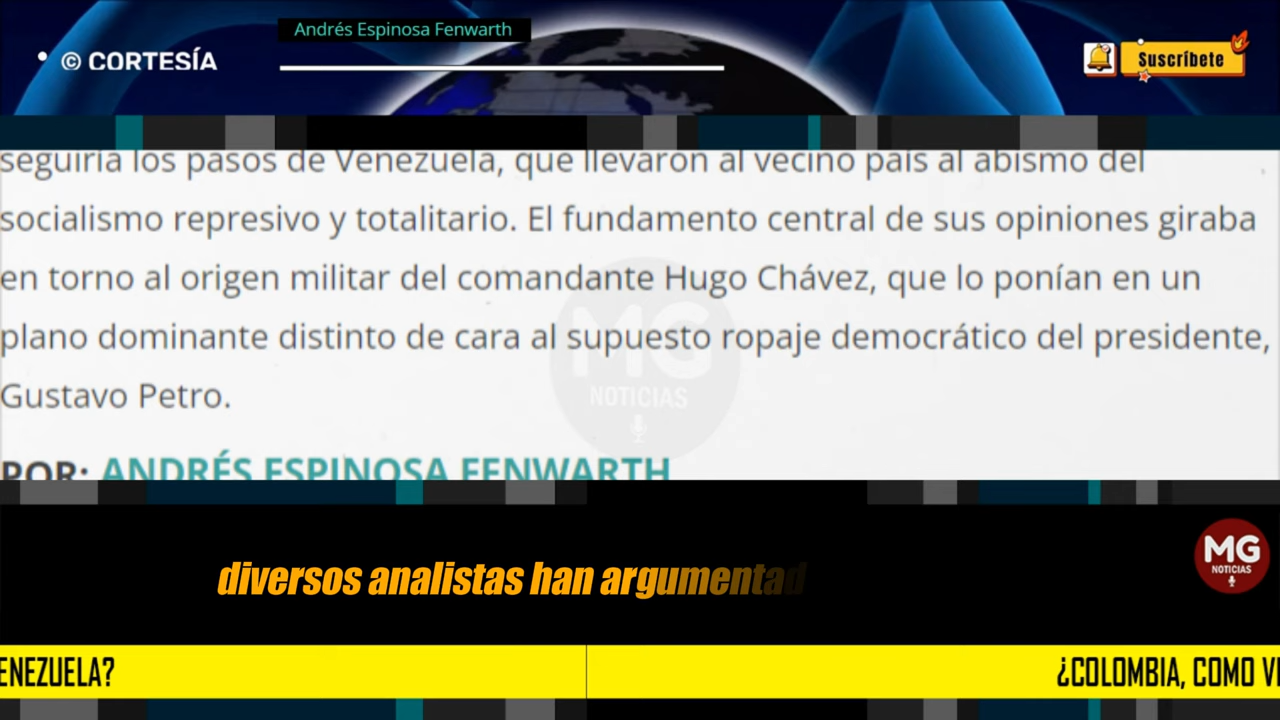 Andrés Espinosa Fenwarth
© CORTESÍA
Suscríbete
seguiría los pasos de Venezuela, que llevaron al vecino país al abismo del
socialismo represivo y totalitario. El fundamento central de sus opiniones giraba
en torno al origen militar del comandante Hugo Chávez, que lo ponían en un
plano dominante distinto de cara al supuesto ropaje democrático del presidente,
Gustavo Petro.
MG
NOTICIAS
POR: ANDRÉS ESPINOSA FENWARTH
diversos analistas han argumentad
MG
NOTICIAS
ENEZUELA?
¿COLOMBIA, COMO VE